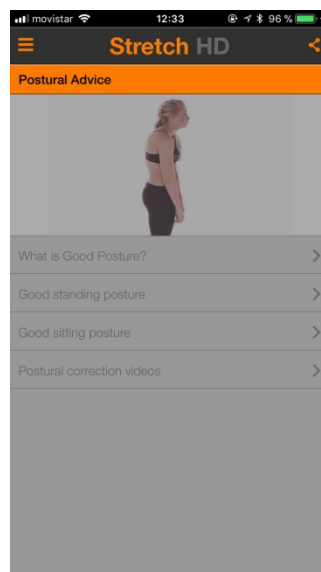 movistar 12:33 96 %
Stretch HD
Postural Advice
What is Good Posture?
Good standing posture
Good sitting posture
Postural correction videos